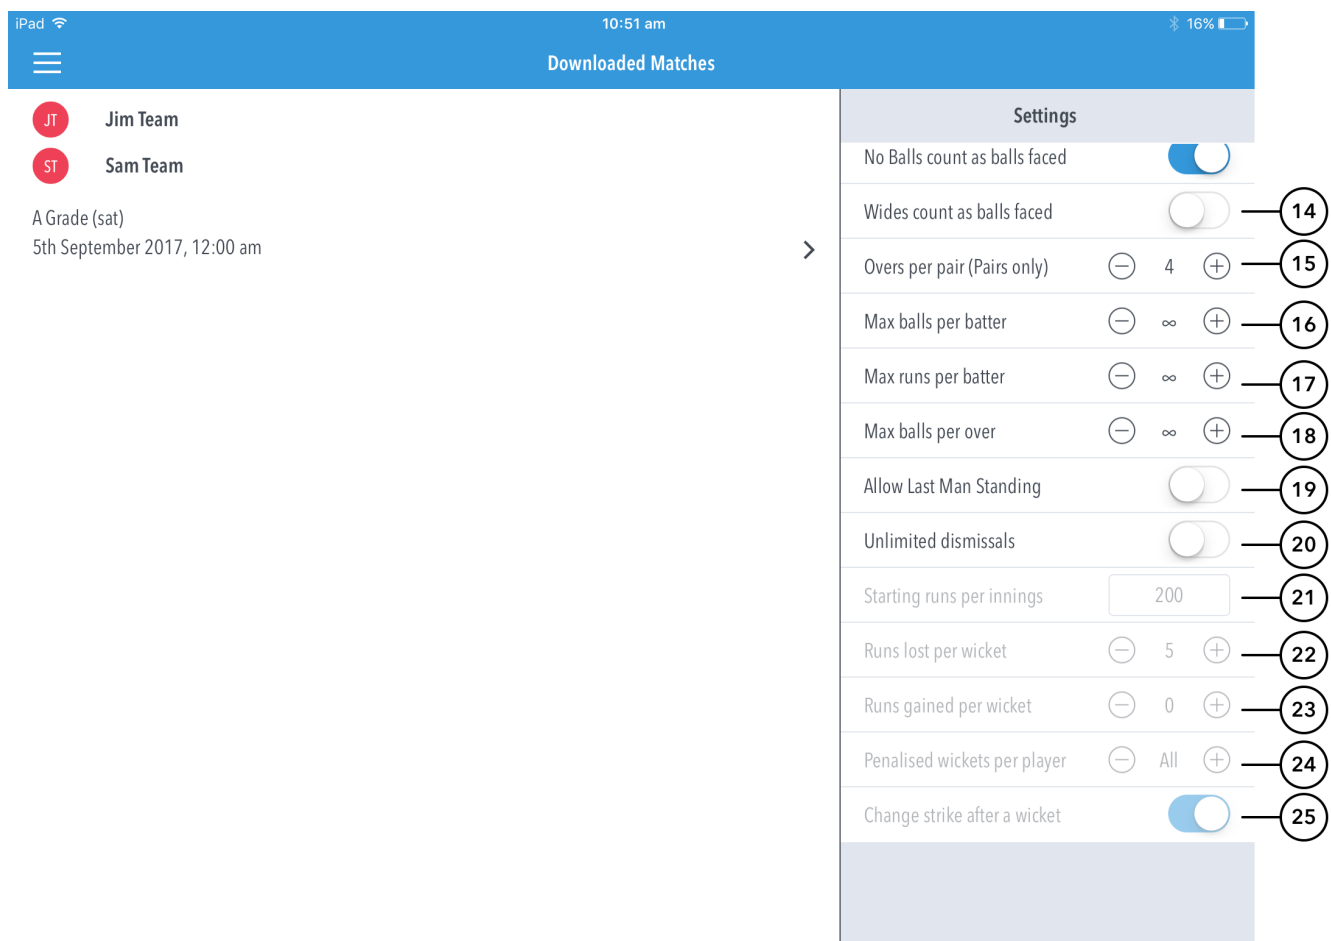 iPad 10:51 am 16%
Downloaded Matches
JT Jim Team
ST Sam Team
A Grade (sat)
5th September 2017, 12:00 am
Settings
No Balls count as balls faced
Wides count as balls faced 14
Overs per pair (Pairs only) 4 15
Max balls per batter ∞ 16
Max runs per batter ∞ 17
Max balls per over ∞ 18
Allow Last Man Standing 19
Unlimited dismissals 20
Starting runs per innings 200 21
Runs lost per wicket 5 22
Runs gained per wicket 0 23
Penalised wickets per player All 24
Change strike after a wicket 25